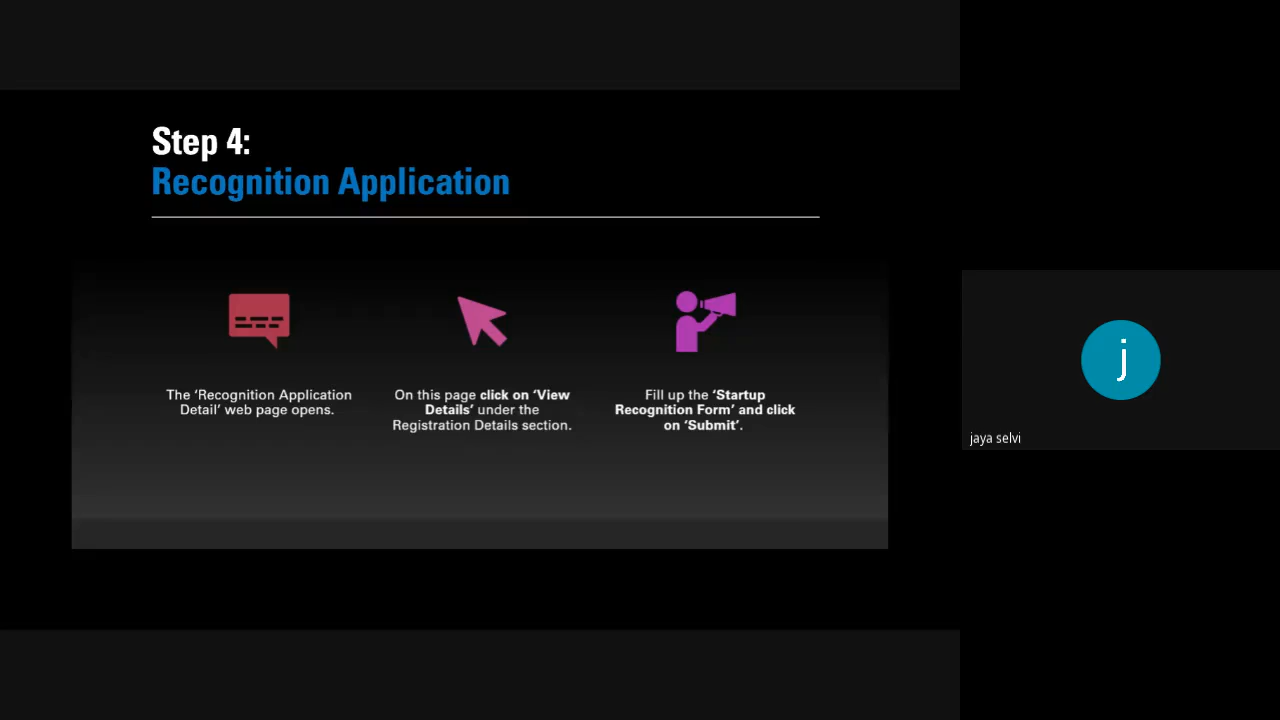 Step 4:
Recognition Application
The ‘Recognition Application
Detail’ web page opens.
On this page click on ‘View
Details’ under the
Registration Details section.
Fill up the ‘Startup
Recognition Form’ and click
on ‘Submit’.
j
jaya selvi